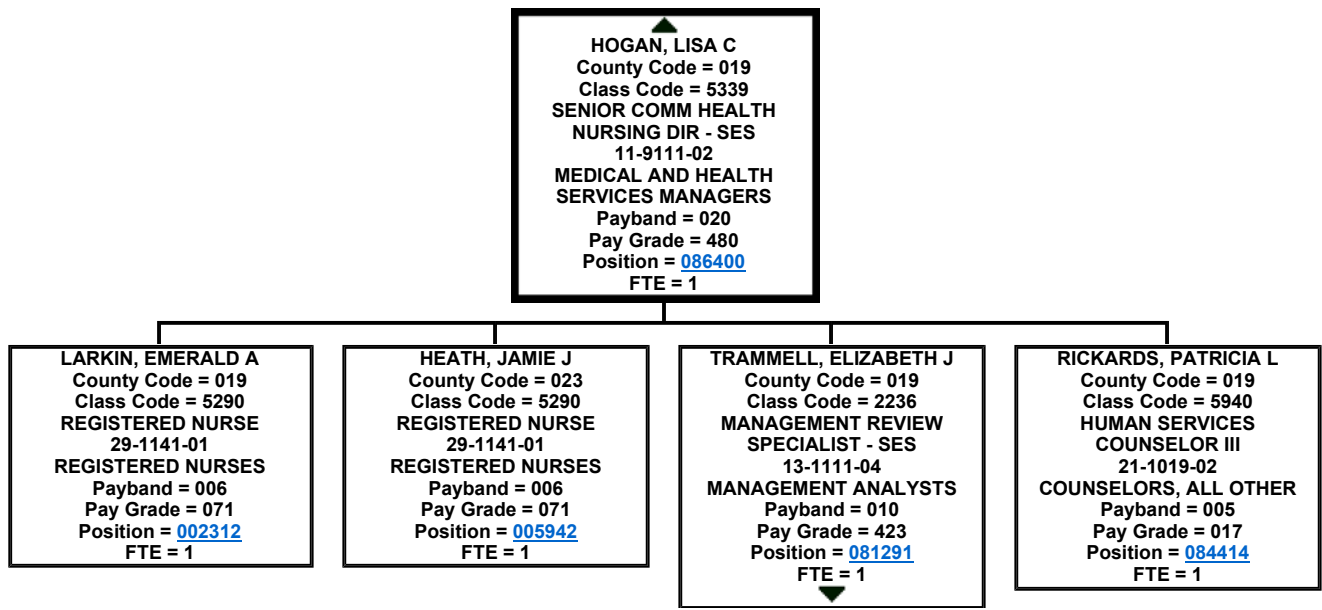 HOGAN, LISA C
County Code = 019
Class Code = 5339
SENIOR COMM HEALTH
NURSING DIR - SES
11-9111-02
MEDICAL AND HEALTH
SERVICES MANAGERS
Payband = 020
Pay Grade = 480
Position = 086400
FTE = 1
LARKIN, EMERALD A
County Code = 019
Class Code = 5290
REGISTERED NURSE
29-1141-01
REGISTERED NURSES
Payband = 006
Pay Grade = 071
Position = 002312
FTE = 1
HEATH, JAMIE J
County Code = 023
Class Code = 5290
REGISTERED NURSE
29-1141-01
REGISTERED NURSES
Payband = 006
Pay Grade = 071
Position = 005942
FTE = 1
TRAMMELL, ELIZABETH J
County Code = 019
Class Code = 2236
MANAGEMENT REVIEW
SPECIALIST - SES
13-1111-04
MANAGEMENT ANALYSTS
Payband = 010
Pay Grade = 423
Position = 081291
FTE = 1
RICKARDS, PATRICIA L
County Code = 019
Class Code = 5940
HUMAN SERVICES
COUNSELOR III
21-1019-02
COUNSELORS, ALL OTHER
Payband = 005
Pay Grade = 017
Position = 084414
FTE = 1